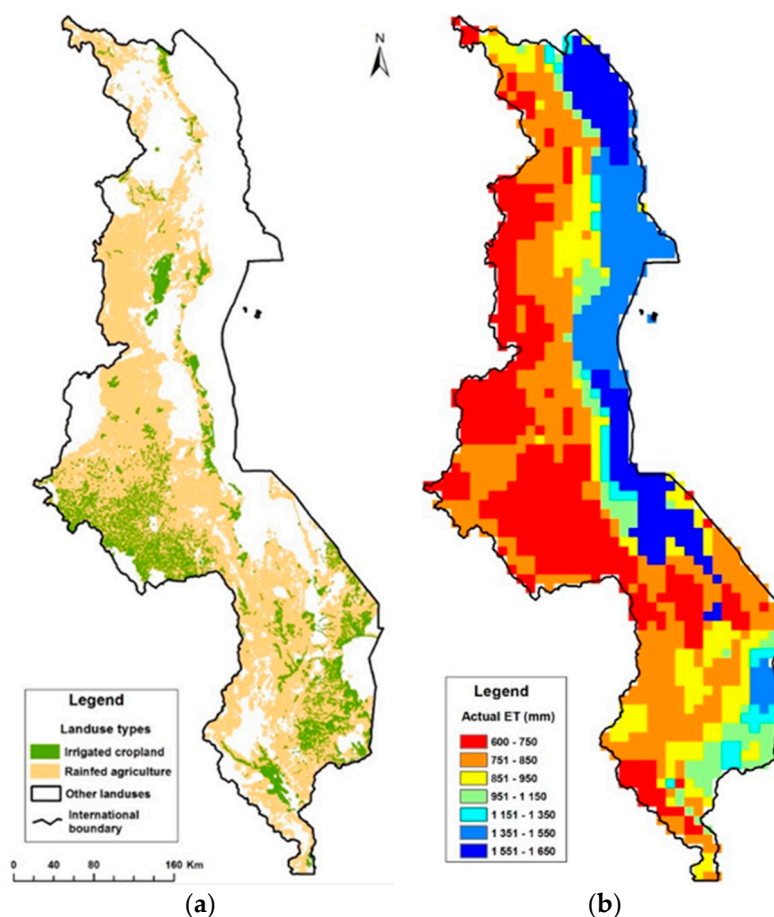 N
Legend
Landuse types
Irrigated cropland
Rainfed agriculture
Other landuses
International
boundary
0 40 80 160 Km
(a)
Legend
Actual ET (mm)
600 - 750
751 - 850
851 - 950
951 - 1 150
1 151 - 1 350
1 351 - 1 550
1 551 - 1 650
(b)